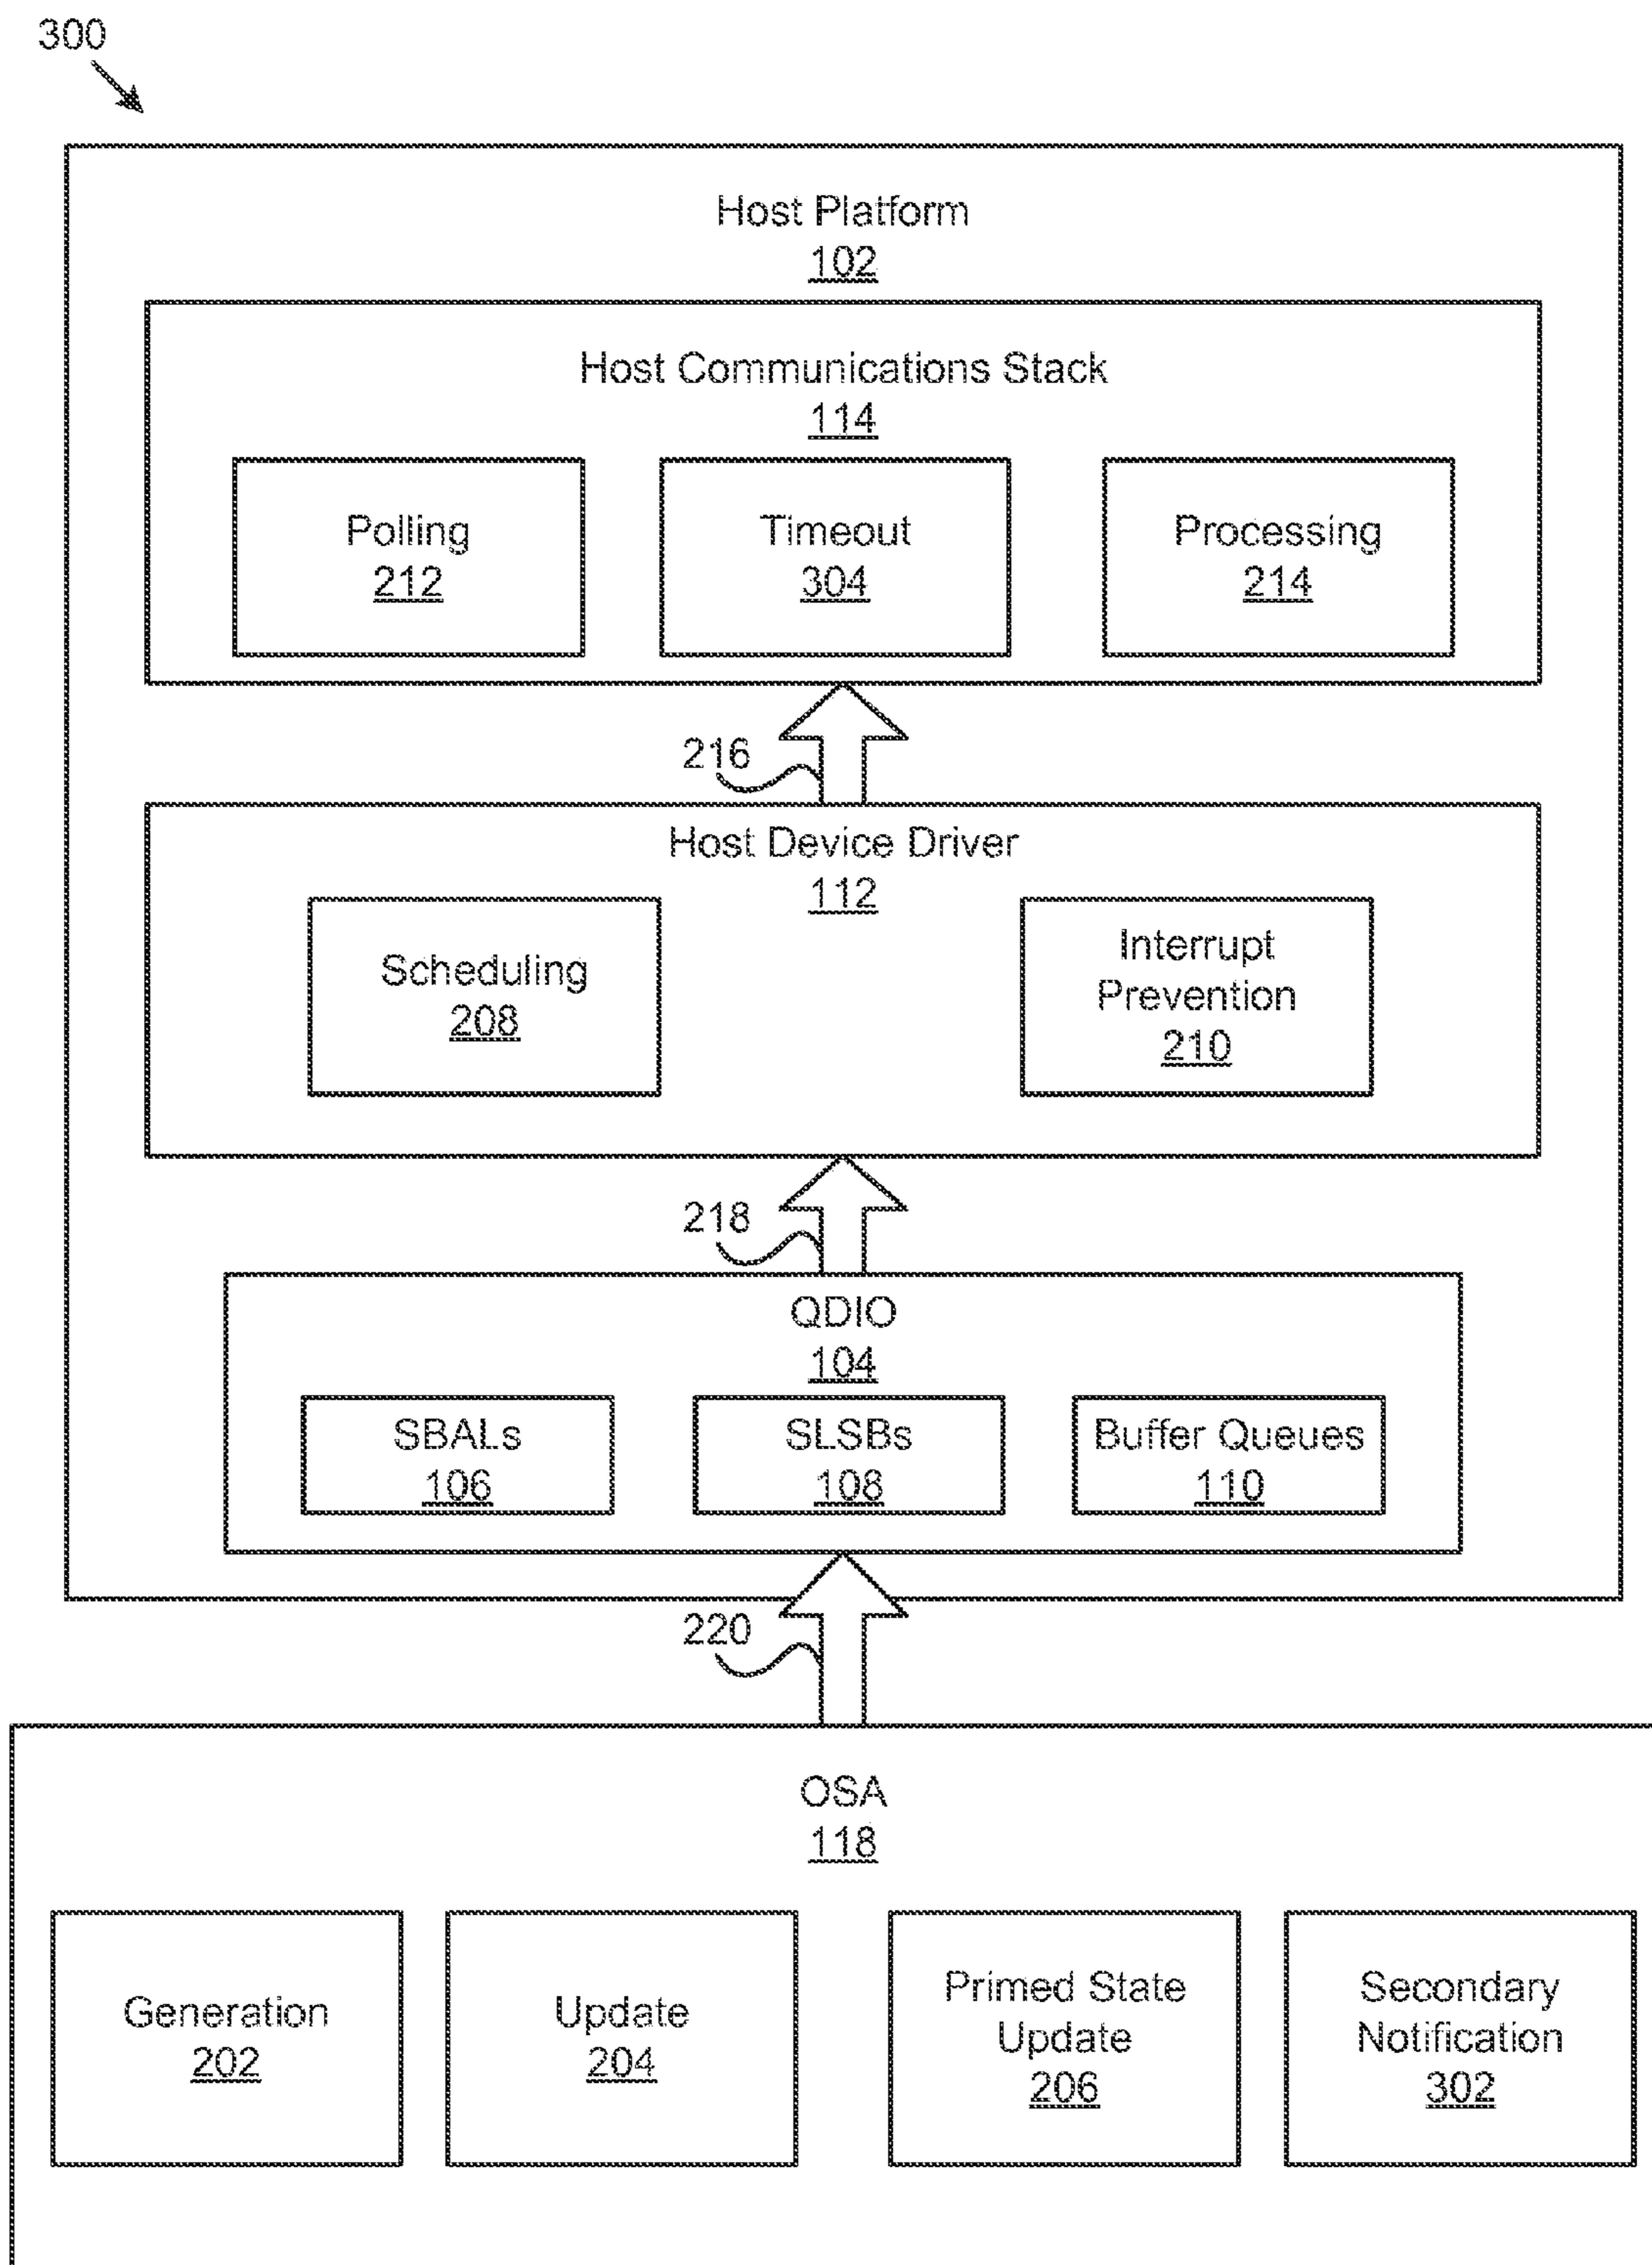 300
Host Platform
102
Host Communications Stack
114
Polling
212
Timeout
304
Processing
214
216
Host Device Driver
112
Scheduling
208
Interrupt
Prevention
210
218
QDIO
104
SBALs
106
SLSBs
108
Buffer Queues
110
220
OSA
118
Generation
202
Update
204
Primed State
Update
206
Secondary
Notification
302